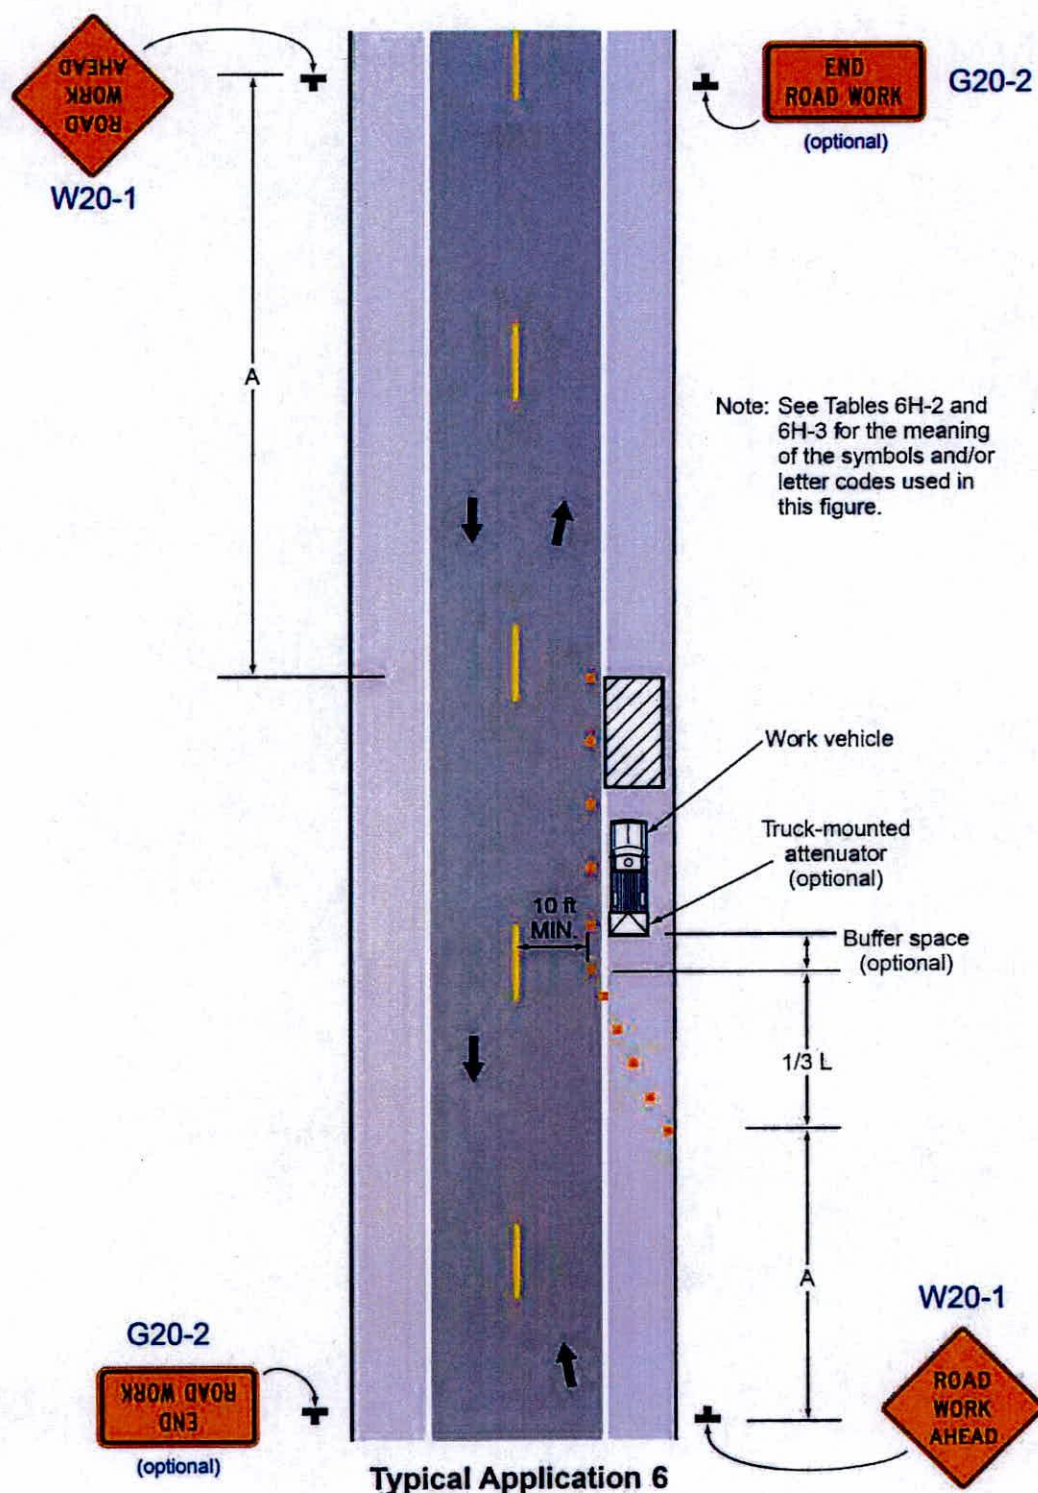 ROAD
WORK
AHEAD
W20-1
END
ROAD WORK
G20-2
(optional)
A
Note: See Tables 6H-2 and
6H-3 for the meaning
of the symbols and/or
letter codes used in
this figure.
Work vehicle
Truck-mounted
attenuator
(optional)
10 ft
MIN.
Buffer space
(optional)
1/3 L
A
G20-2
END
ROAD WORK
(optional)
W20-1
ROAD
WORK
AHEAD
Typical Application 6